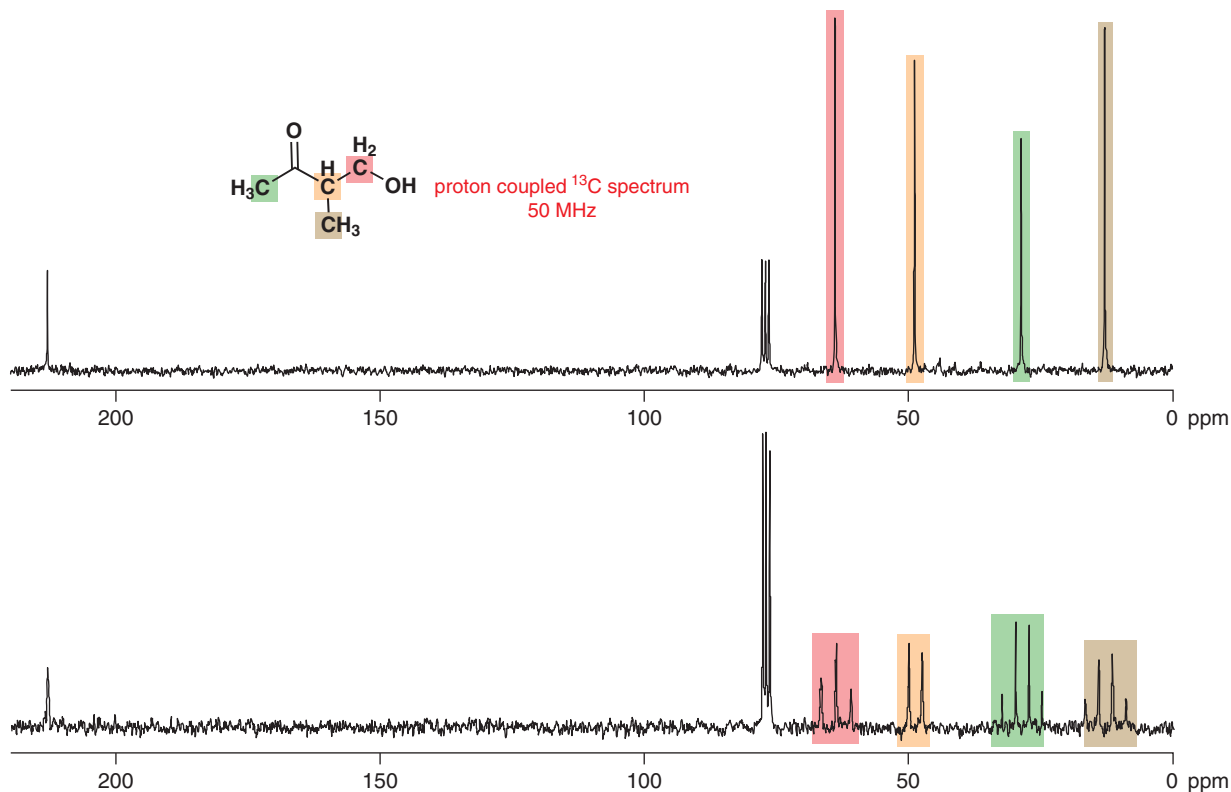 O
H₂
H C
H₃C C OH
CH₃
proton coupled ¹³C spectrum
50 MHz
200 150 100 50 0 ppm
200 150 100 50 0 ppm